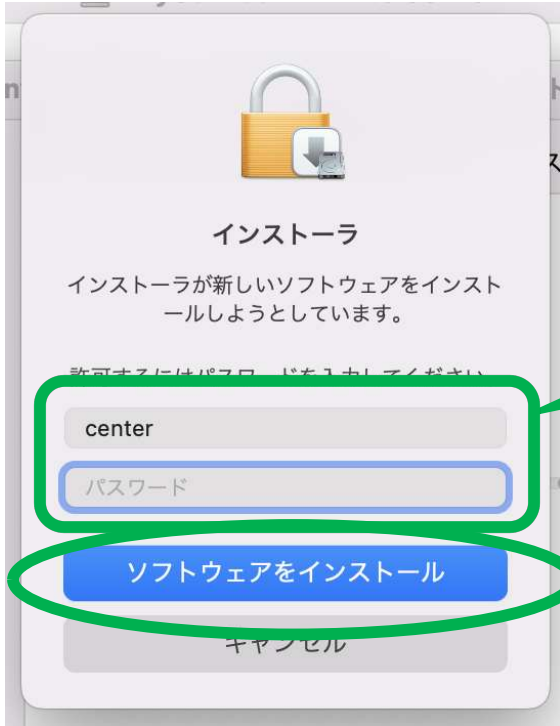 インストーラ
インストーラが新しいソフトウェアをインスト
ールしようとしています。
許可するにはパスワードを入力してください。
center
パスワード
ソフトウェアをインストール
キャンセル